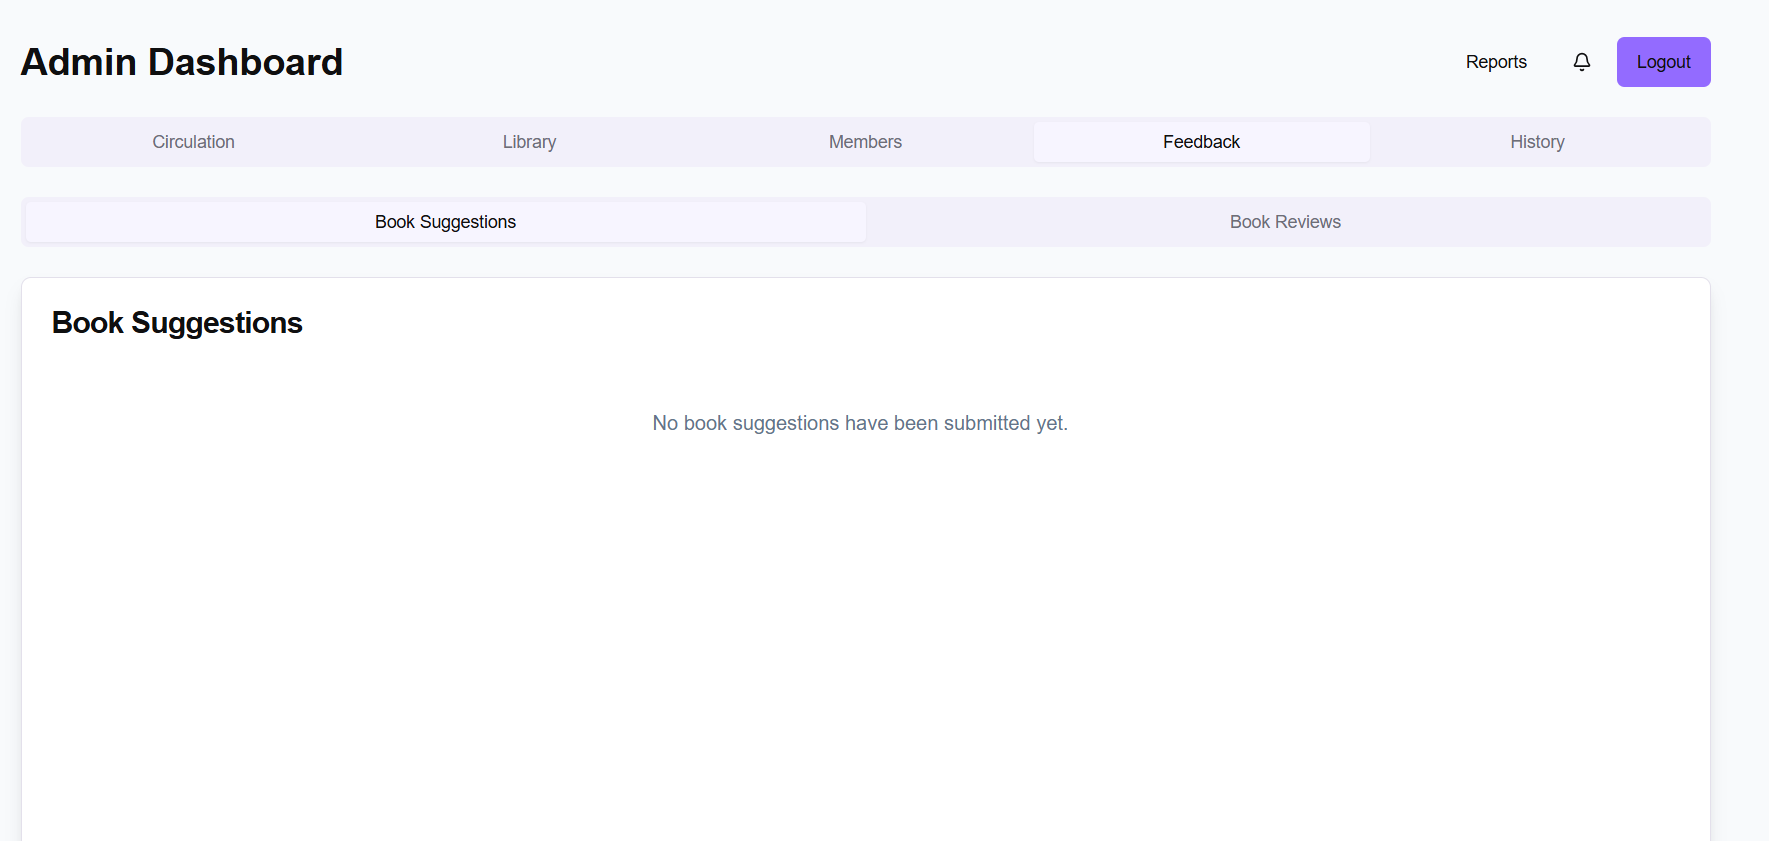 Admin Dashboard
Reports
Logout
Circulation
Library
Members
Feedback
History
Book Suggestions
Book Reviews
Book Suggestions
No book suggestions have been submitted yet.